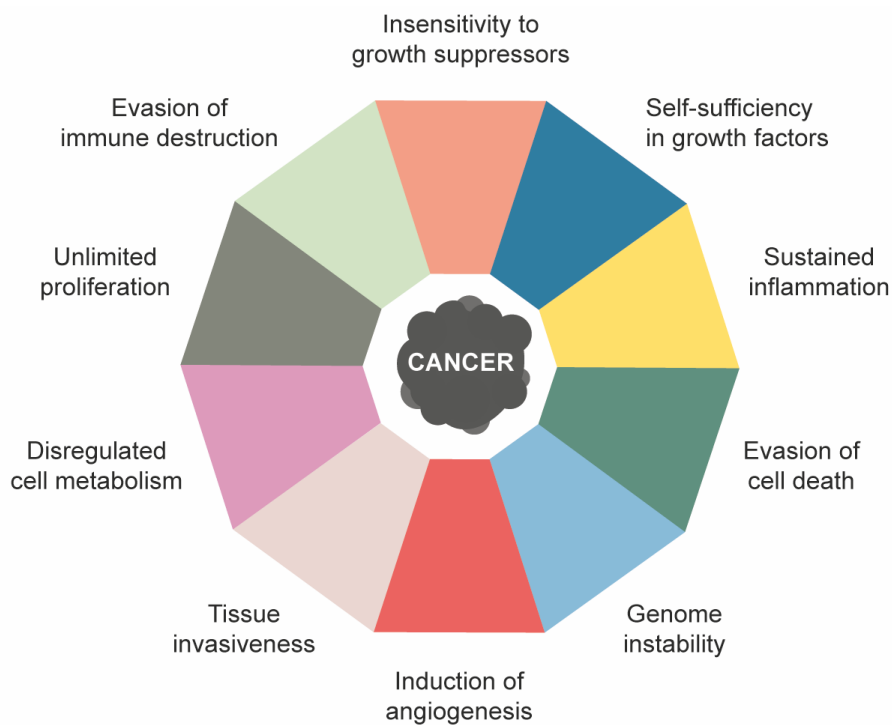 Insensitivity to
growth suppressors
Self-sufficiency
in growth factors
Sustained
inflammation
Evasion of
cell death
Genome
instability
Induction of
angiogenesis
Tissue
invasiveness
Disregulated
cell metabolism
Unlimited
proliferation
Evasion of
immune destruction
CANCER